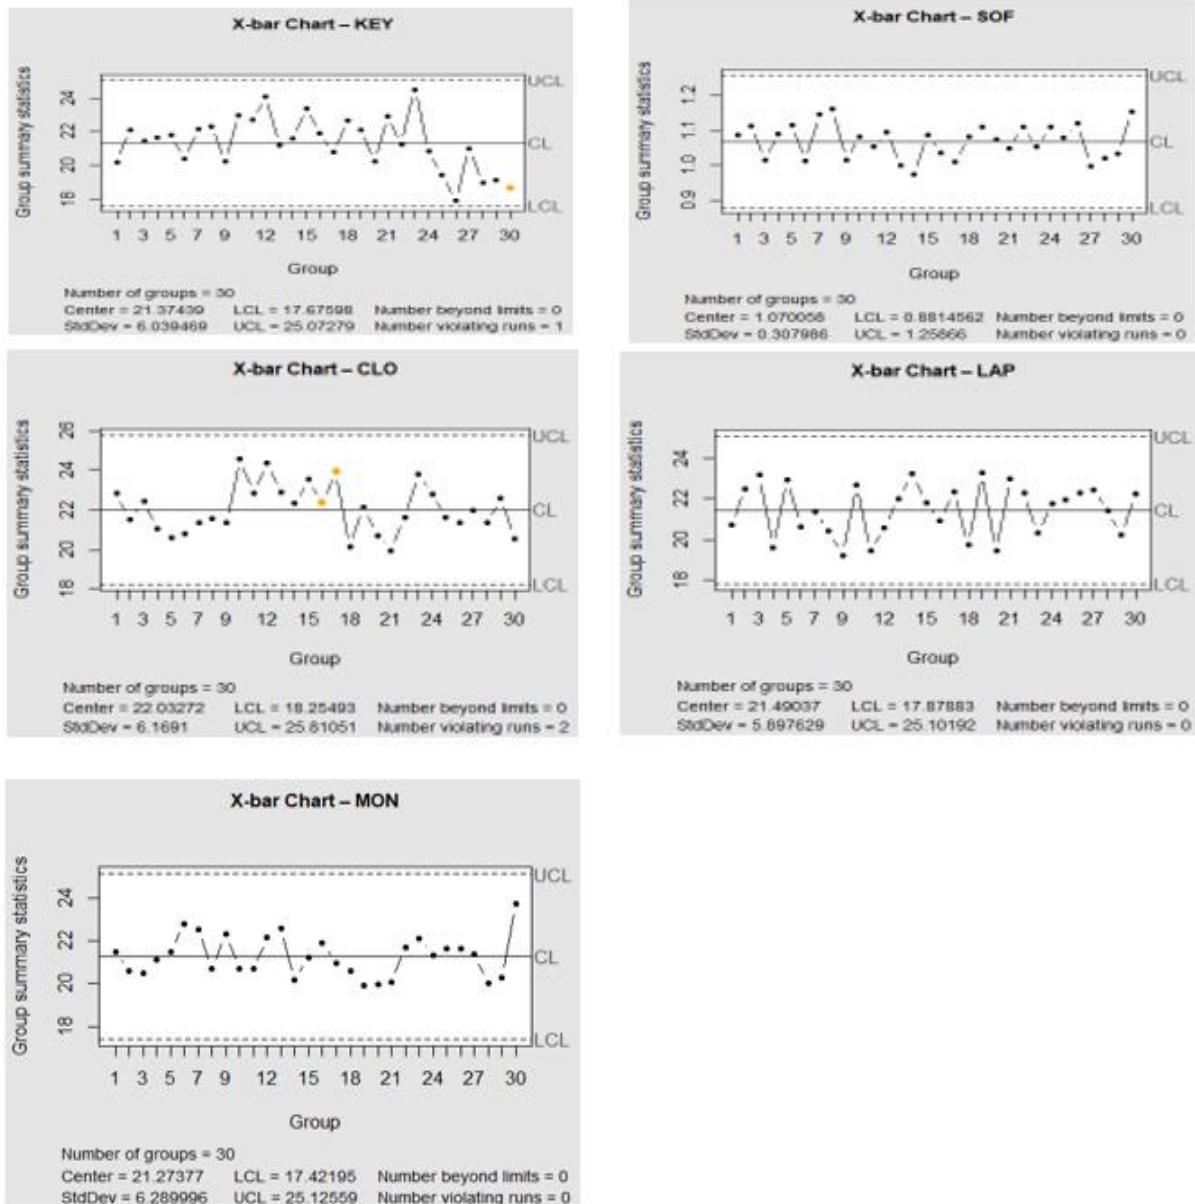 X-bar Chart – KEY
Group summary statistics
24
22
20
18
UCL
CL
LCL
1 3 5 7 9 12 15 18 21 24 27 30
Group
Number of groups = 30
Center = 21.37439 LCL = 17.67598 Number beyond limits = 0
StdDev = 6.039469 UCL = 25.07279 Number violating runs = 1
X-bar Chart – SOF
Group summary statistics
1.2
1.1
1.0
0.9
UCL
CL
LCL
1 3 5 7 9 12 15 18 21 24 27 30
Group
Number of groups = 30
Center = 1.070058 LCL = 0.8814562 Number beyond limits = 0
StdDev = 0.307986 UCL = 1.25866 Number violating runs = 0
X-bar Chart – CLO
Group summary statistics
26
24
22
20
18
UCL
CL
LCL
1 3 5 7 9 12 15 18 21 24 27 30
Group
Number of groups = 30
Center = 22.03272 LCL = 18.25493 Number beyond limits = 0
StdDev = 6.1691 UCL = 25.81051 Number violating runs = 2
X-bar Chart – LAP
Group summary statistics
24
22
20
18
UCL
CL
LCL
1 3 5 7 9 12 15 18 21 24 27 30
Group
Number of groups = 30
Center = 21.49037 LCL = 17.87883 Number beyond limits = 0
StdDev = 5.897629 UCL = 25.10192 Number violating runs = 0
X-bar Chart – MON
Group summary statistics
24
22
20
18
UCL
CL
LCL
1 3 5 7 9 12 15 18 21 24 27 30
Group
Number of groups = 30
Center = 21.27377 LCL = 17.42195 Number beyond limits = 0
StdDev = 6.289996 UCL = 25.12559 Number violating runs = 0